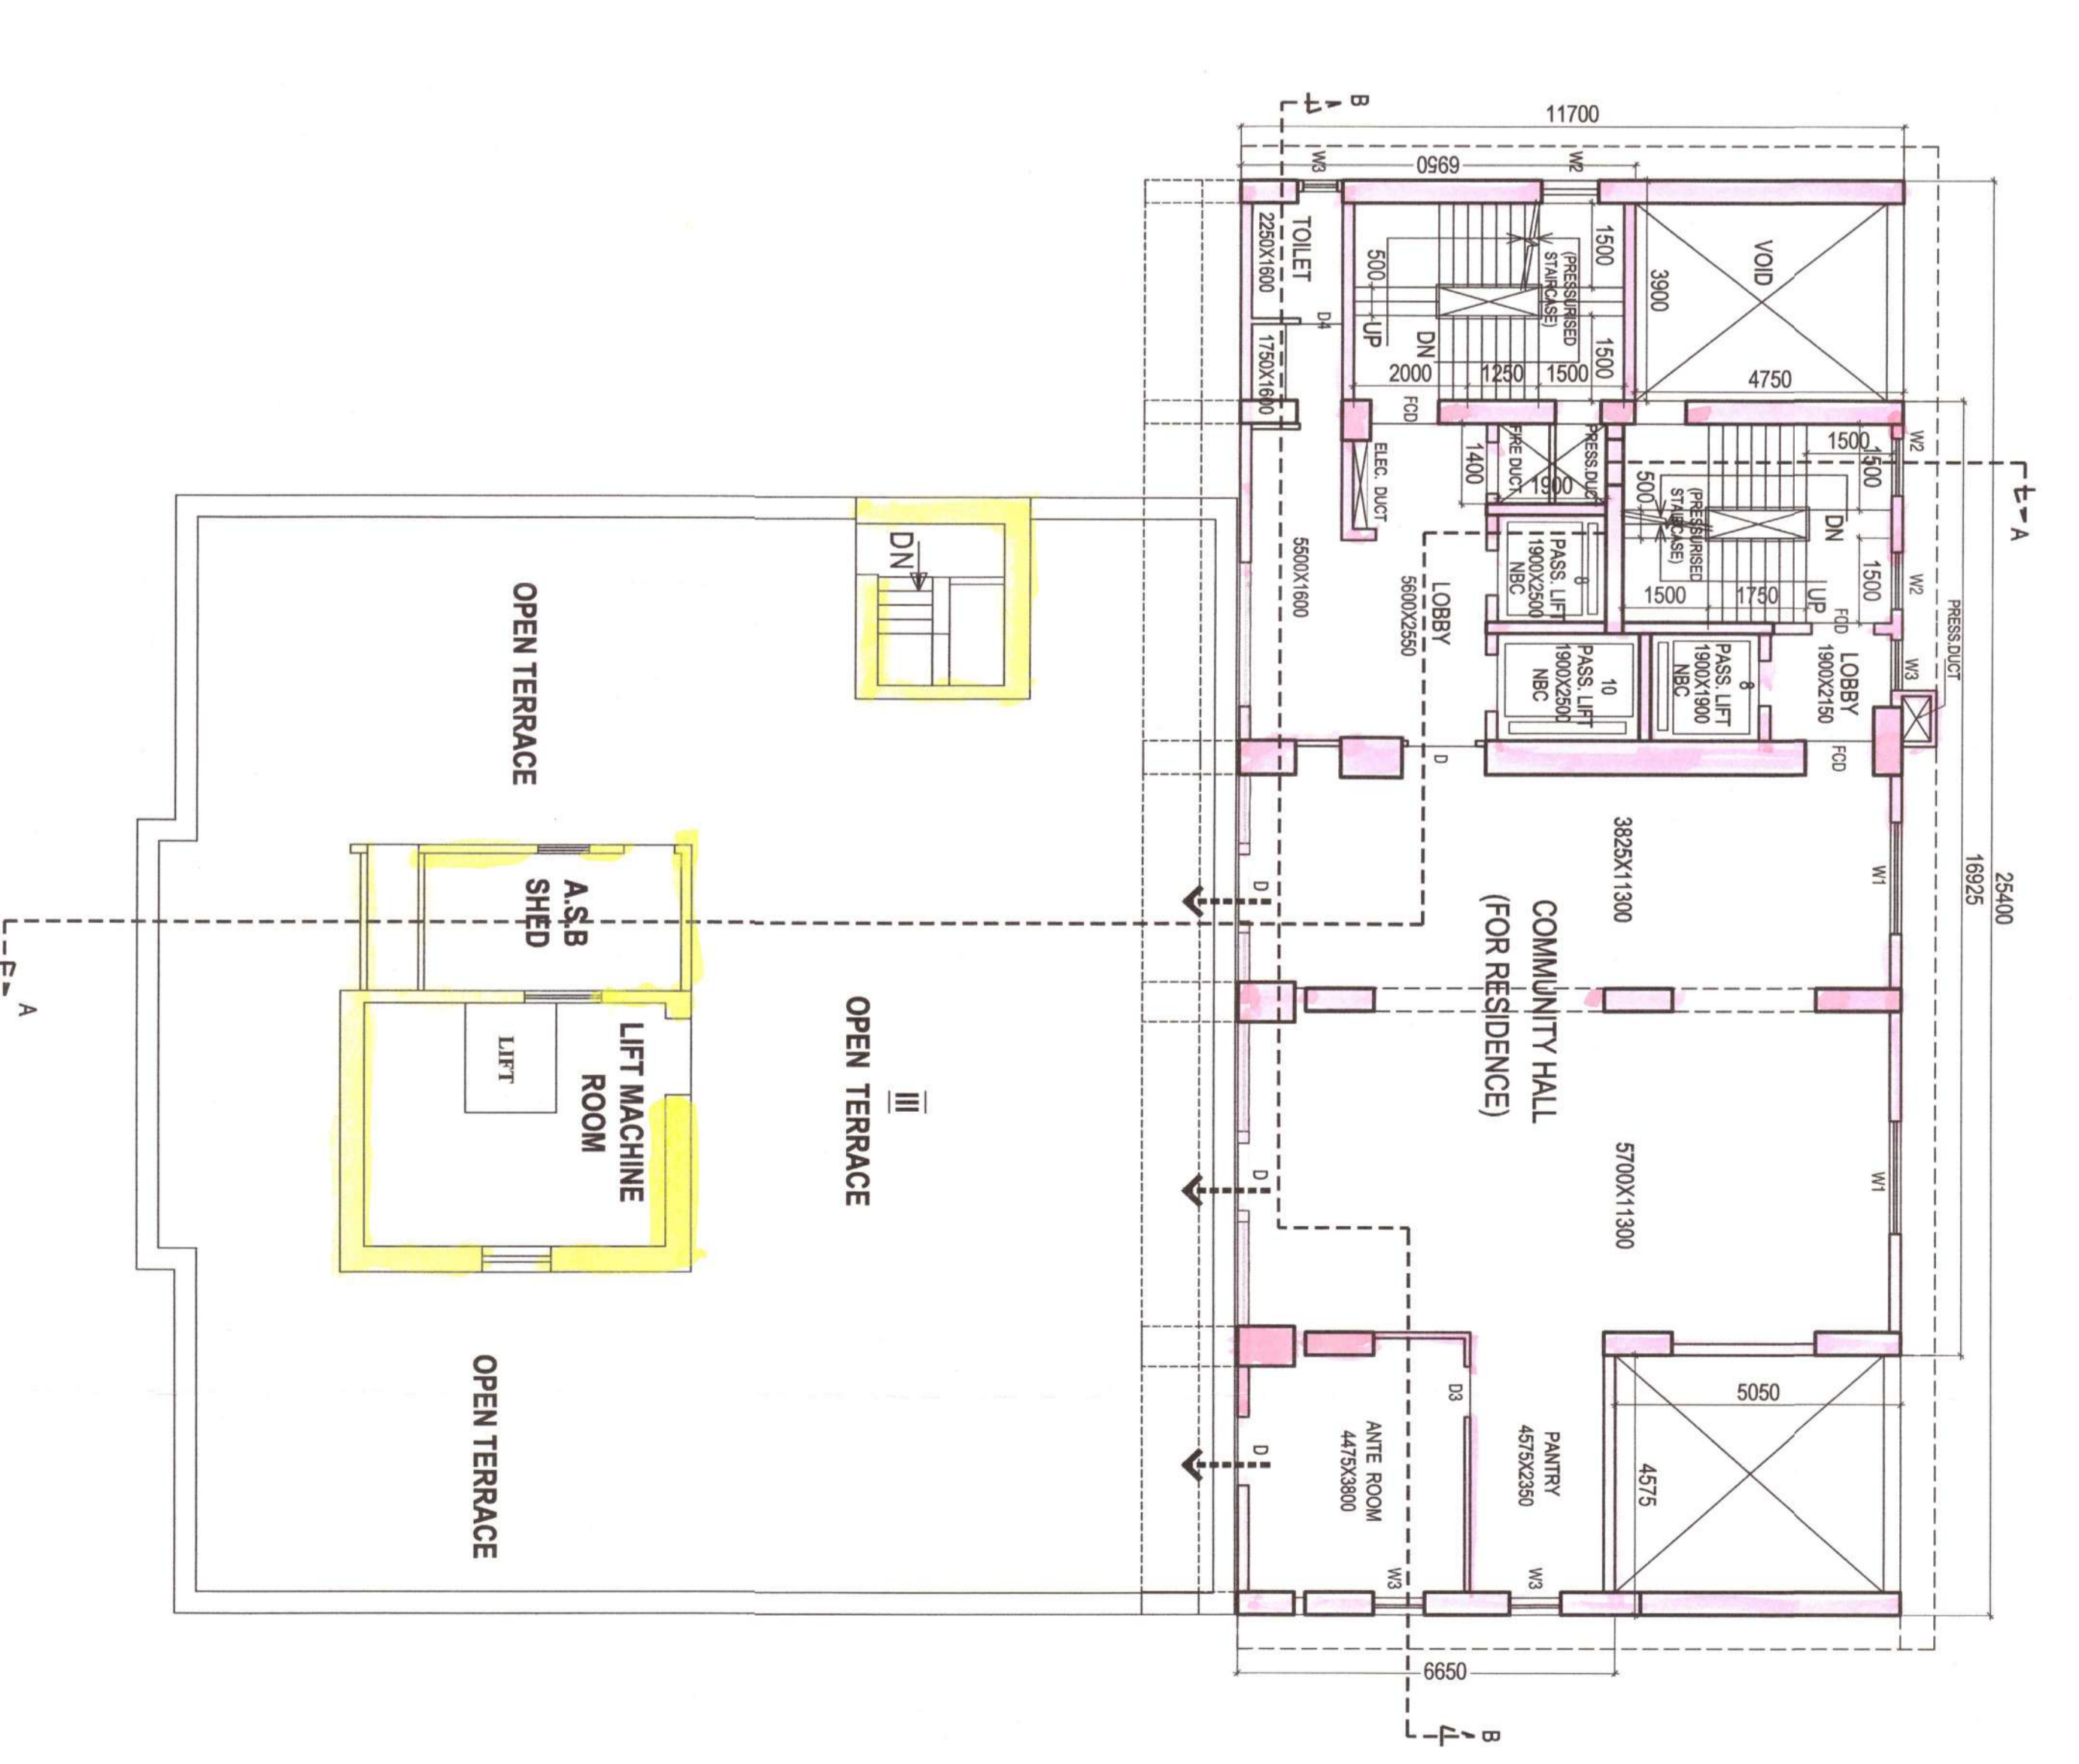 B
11700
6950
W3
W2
TOILET
2250X1600
D4
1750X1600
1500
(PRESSURISED
STAIRCASE)
500
UP
DN
1500
2000
1250
1500
FCD
VOID
3900
4750
W2
1500
1500
A
FIRE DUCT
PRESS.DUCT
1400
1900
ELEC. DUCT
500
(PRESSURISED
STAIRCASE)
DN
W2
1500
1500
1750
UP
FCD
PRESS.DUCT
8
PASS. LIFT
1900X2500
NBC
5500X1600
LOBBY
5600X2550
10
PASS. LIFT
1900X2500
NBC
8
PASS. LIFT
1900X1900
NBC
LOBBY
1900X2150
W3
FCD
D
3825X11300
W1
16925
25400
COMMUNITY HALL
(FOR RESIDENCE)
5700X11300
W1
D
D
D
D3
ANTE ROOM
4475X3800
PANTRY
4575X2350
5050
4575
W3
W3
6650
B
DN
OPEN TERRACE
A.S.B
SHED
LIFT MACHINE
ROOM
LIFT
III
OPEN TERRACE
OPEN TERRACE
A